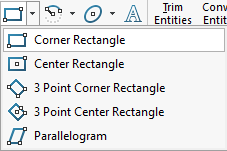 Trim
Entities
Conv
Entit
Corner Rectangle
Center Rectangle
3 Point Corner Rectangle
3 Point Center Rectangle
Parallelogram